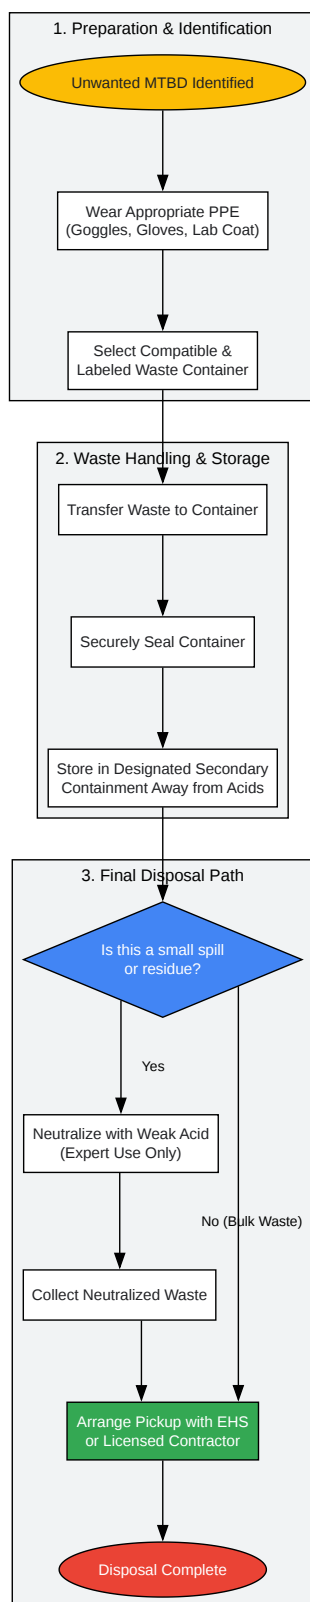 1. Preparation & Identification
Unwanted MTBD Identified
Wear Appropriate PPE
(Goggles, Gloves, Lab Coat)
Select Compatible &
Labeled Waste Container
2. Waste Handling & Storage
Transfer Waste to Container
Securely Seal Container
Store in Designated Secondary
Containment Away from Acids
3. Final Disposal Path
Is this a small spill
or residue?
Yes
Neutralize with Weak Acid
(Expert Use Only)
No (Bulk Waste)
Collect Neutralized Waste
Arrange Pickup with EHS
or Licensed Contractor
Disposal Complete